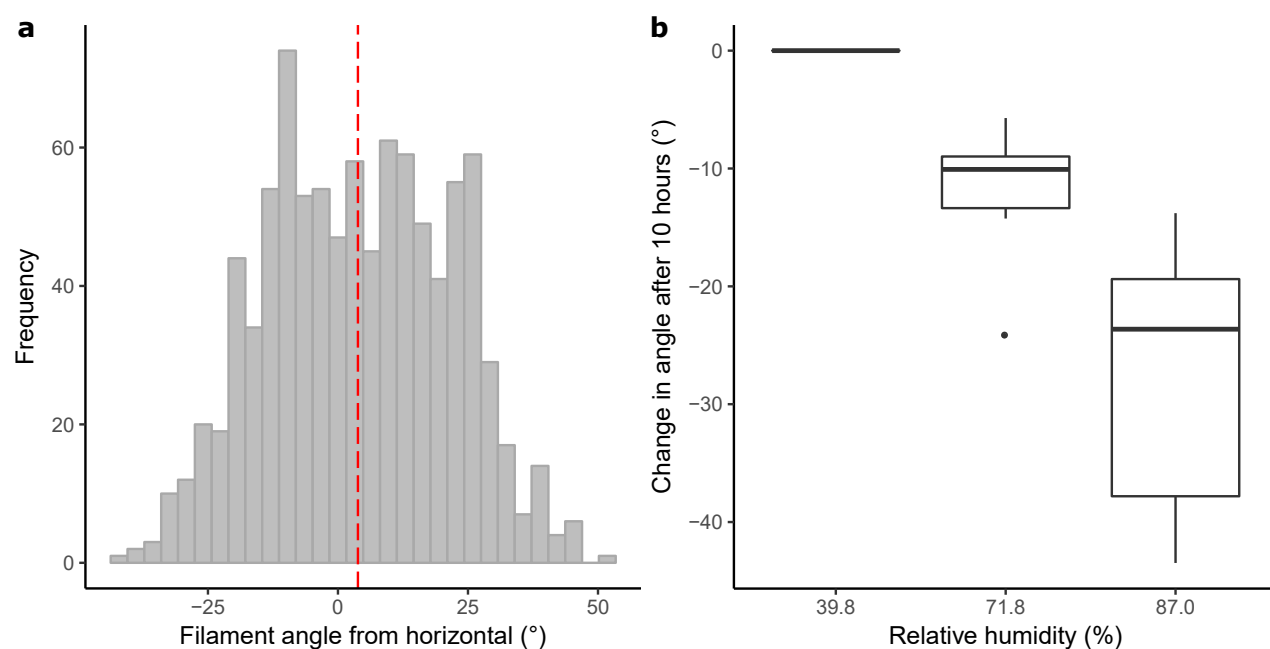 a
60
40
20
0
Frequency
−25 0 25 50
Filament angle from horizontal (°)
b
0
−10
−20
−30
−40
Change in angle after 10 hours (°)
39.8 71.8 87.0
Relative humidity (%)